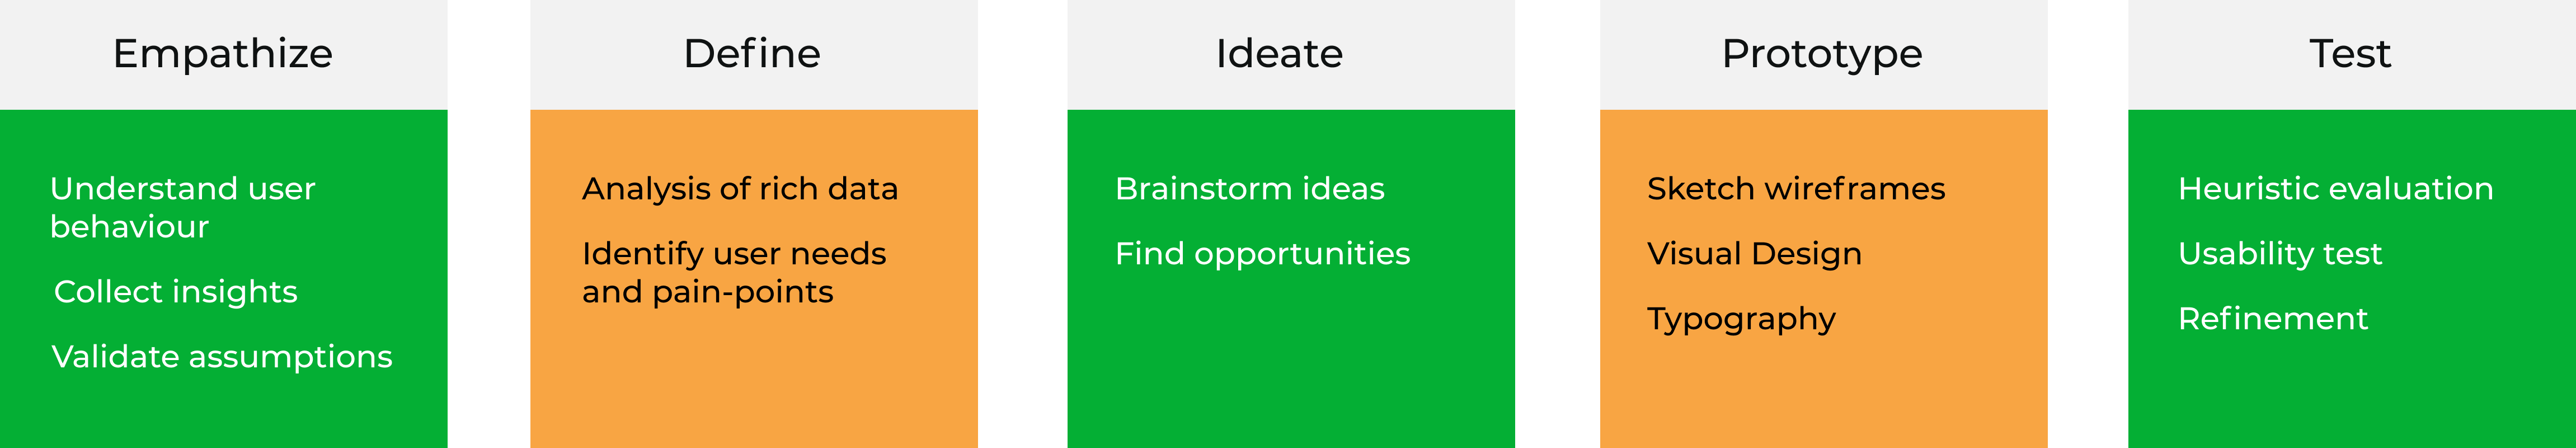 Empathize
Understand user
behaviour
Collect insights
Validate assumptions
Define
Analysis of rich data
Identify user needs
and pain-points
Ideate
Brainstorm ideas
Find opportunities
Prototype
Sketch wireframes
Visual Design
Typography
Test
Heuristic evaluation
Usability test
Refinement